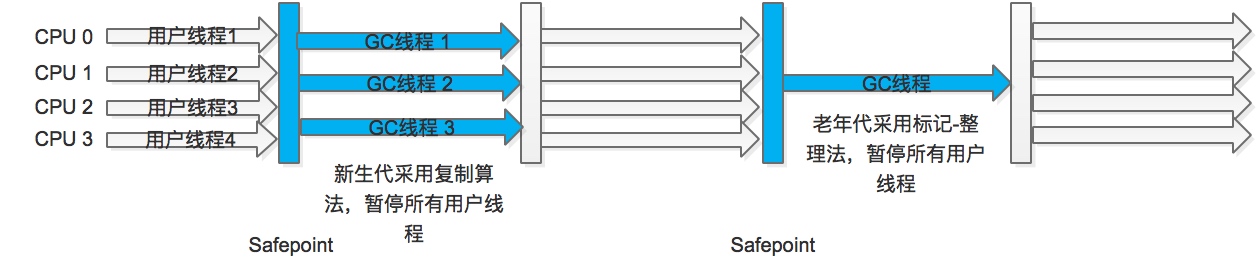 CPU 0 用户线程1 GC线程 1
CPU 1 用户线程2 GC线程 2 GC线程
CPU 2 用户线程3
CPU 3 用户线程4 GC线程 3
老年代采用标记-整
理法，暂停所有用户
线程
新生代采用复制算
法，暂停所有用户线
程
Safepoint Safepoint